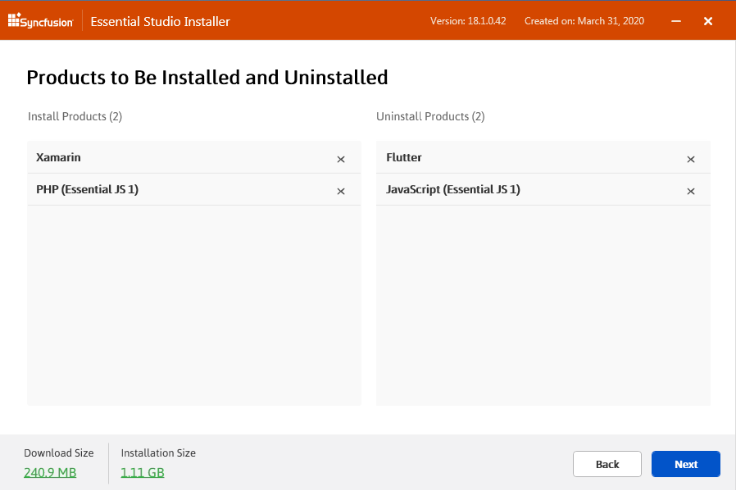 Syncfusion Essential Studio Installer Version: 18.1.0.42 Created on: March 31, 2020
Products to Be Installed and Uninstalled
Install Products (2) Uninstall Products (2)
Xamarin Flutter
PHP (Essential JS 1) JavaScript (Essential JS 1)
Download Size Installation Size
240.9 MB 1.11 GB
Back Next